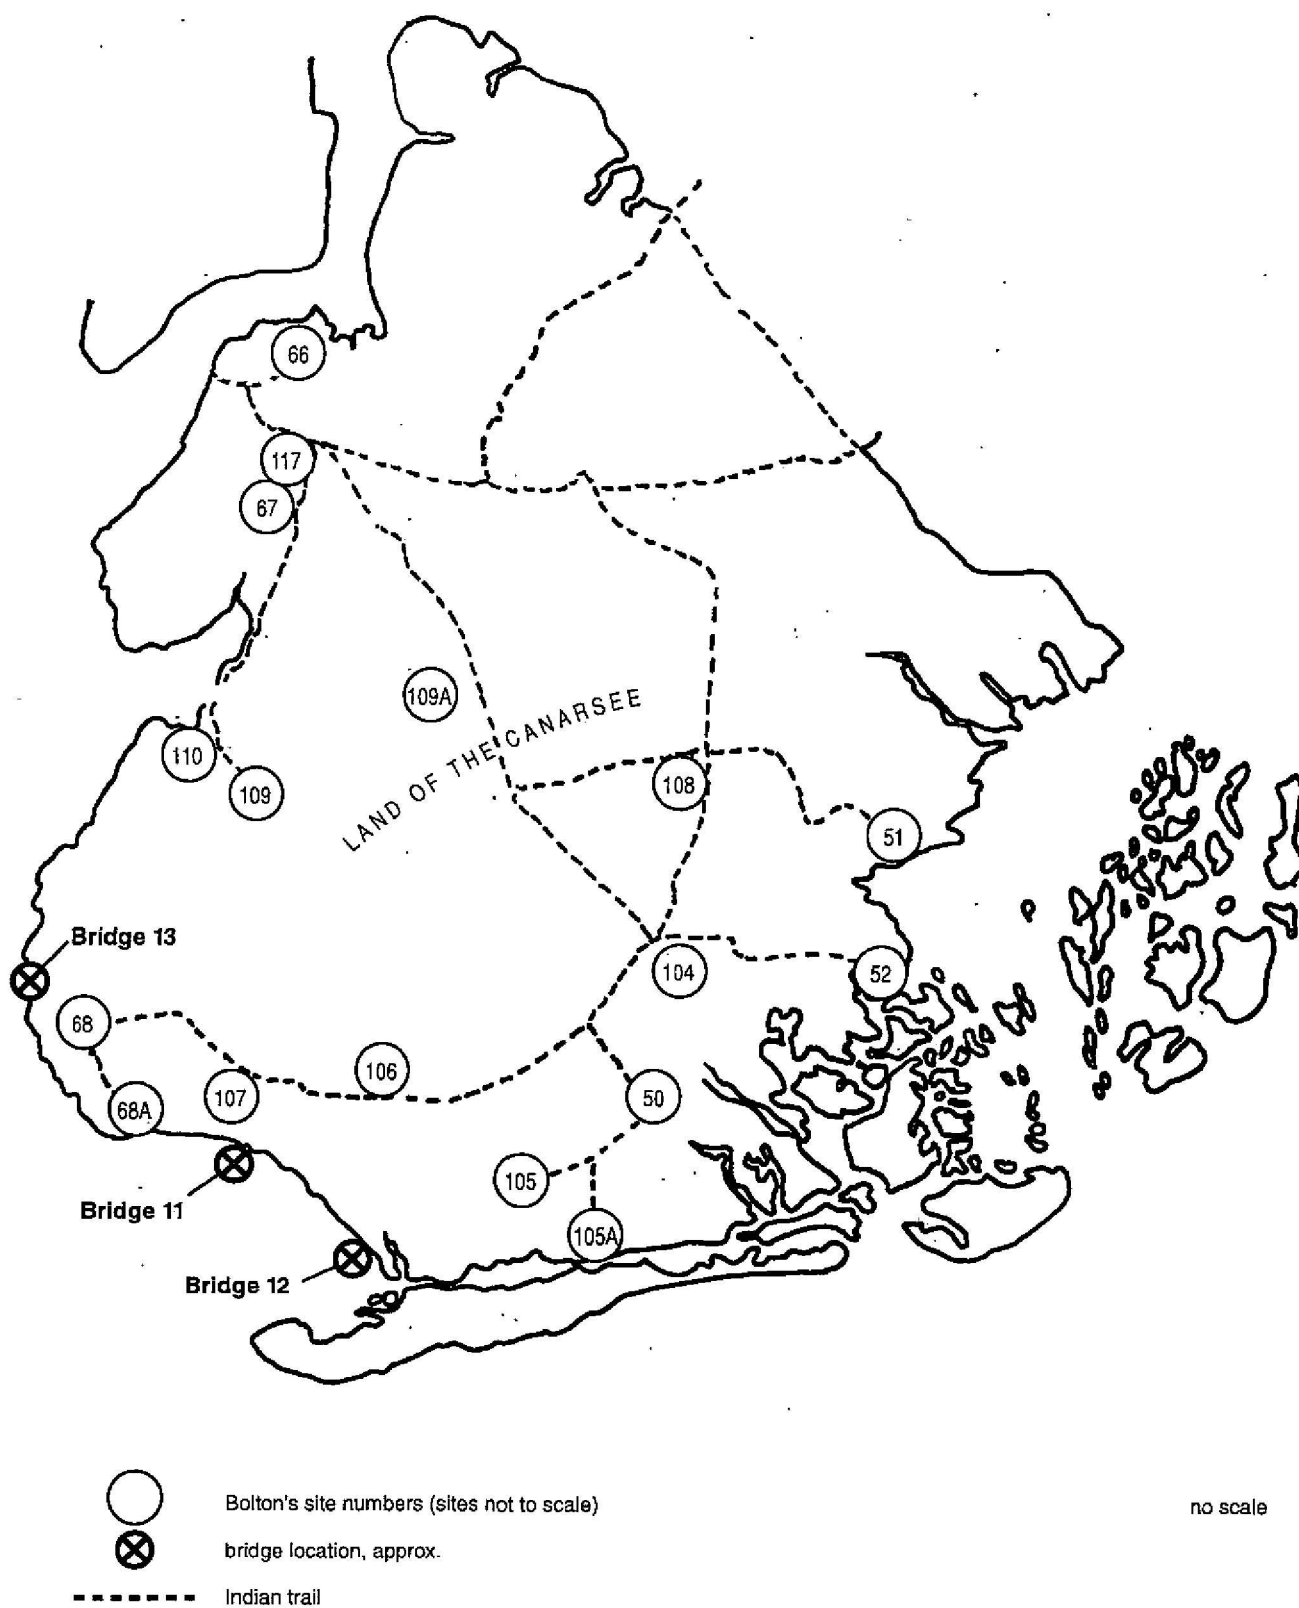 66
117
67
109A
LAND OF THE CANARSEE
110
109
108
51
Bridge 13
104
52
68
106
107
68A
50
105
Bridge 11
105A
Bridge 12
Bolton's site numbers (sites not to scale)
no scale
bridge location, approx.
Indian trail